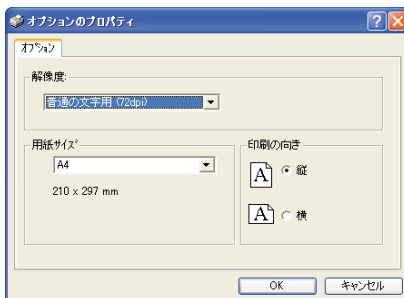 オプションのプロパティ
オプション
解像度:
普通の文字用 (72dpi)
用紙サイズ
A4
210 x 297 mm
印刷の向き
A
縦
A
横
OK
キャンセル